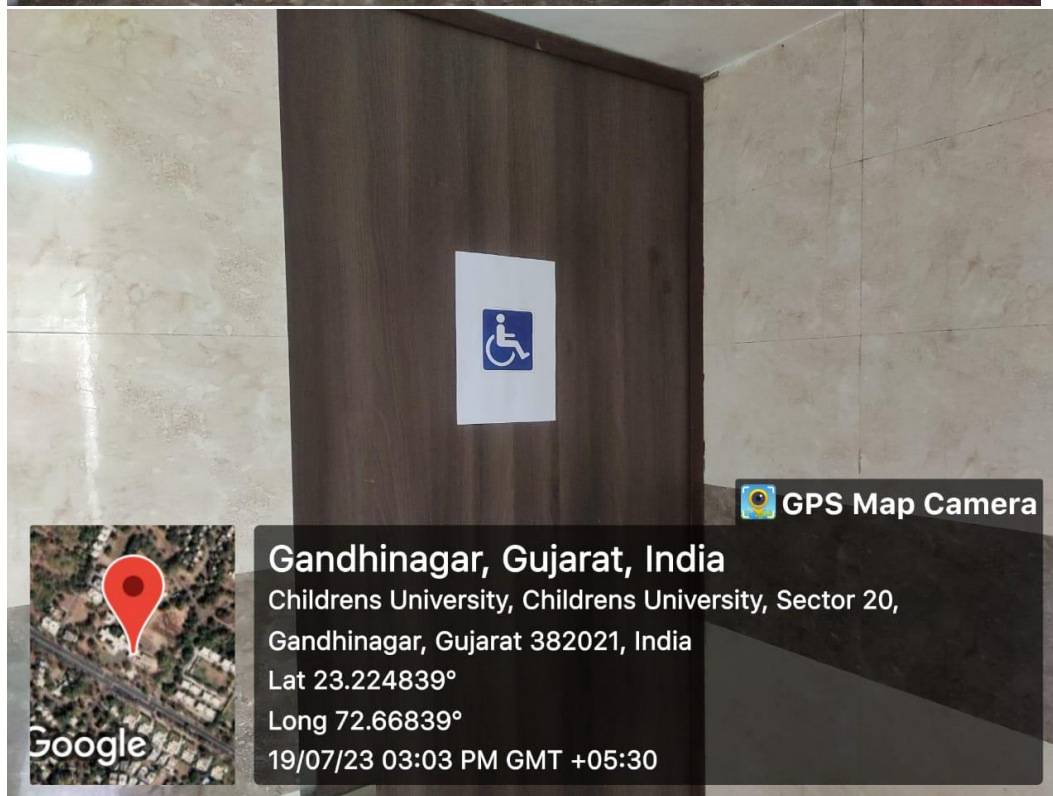 GPS Map Camera
Gandhinagar, Gujarat, India
Childrens University, Childrens University, Sector 20,
Gandhinagar, Gujarat 382021, India
Lat 23.224839°
Long 72.66839°
19/07/23 03:03 PM GMT +05:30
Google